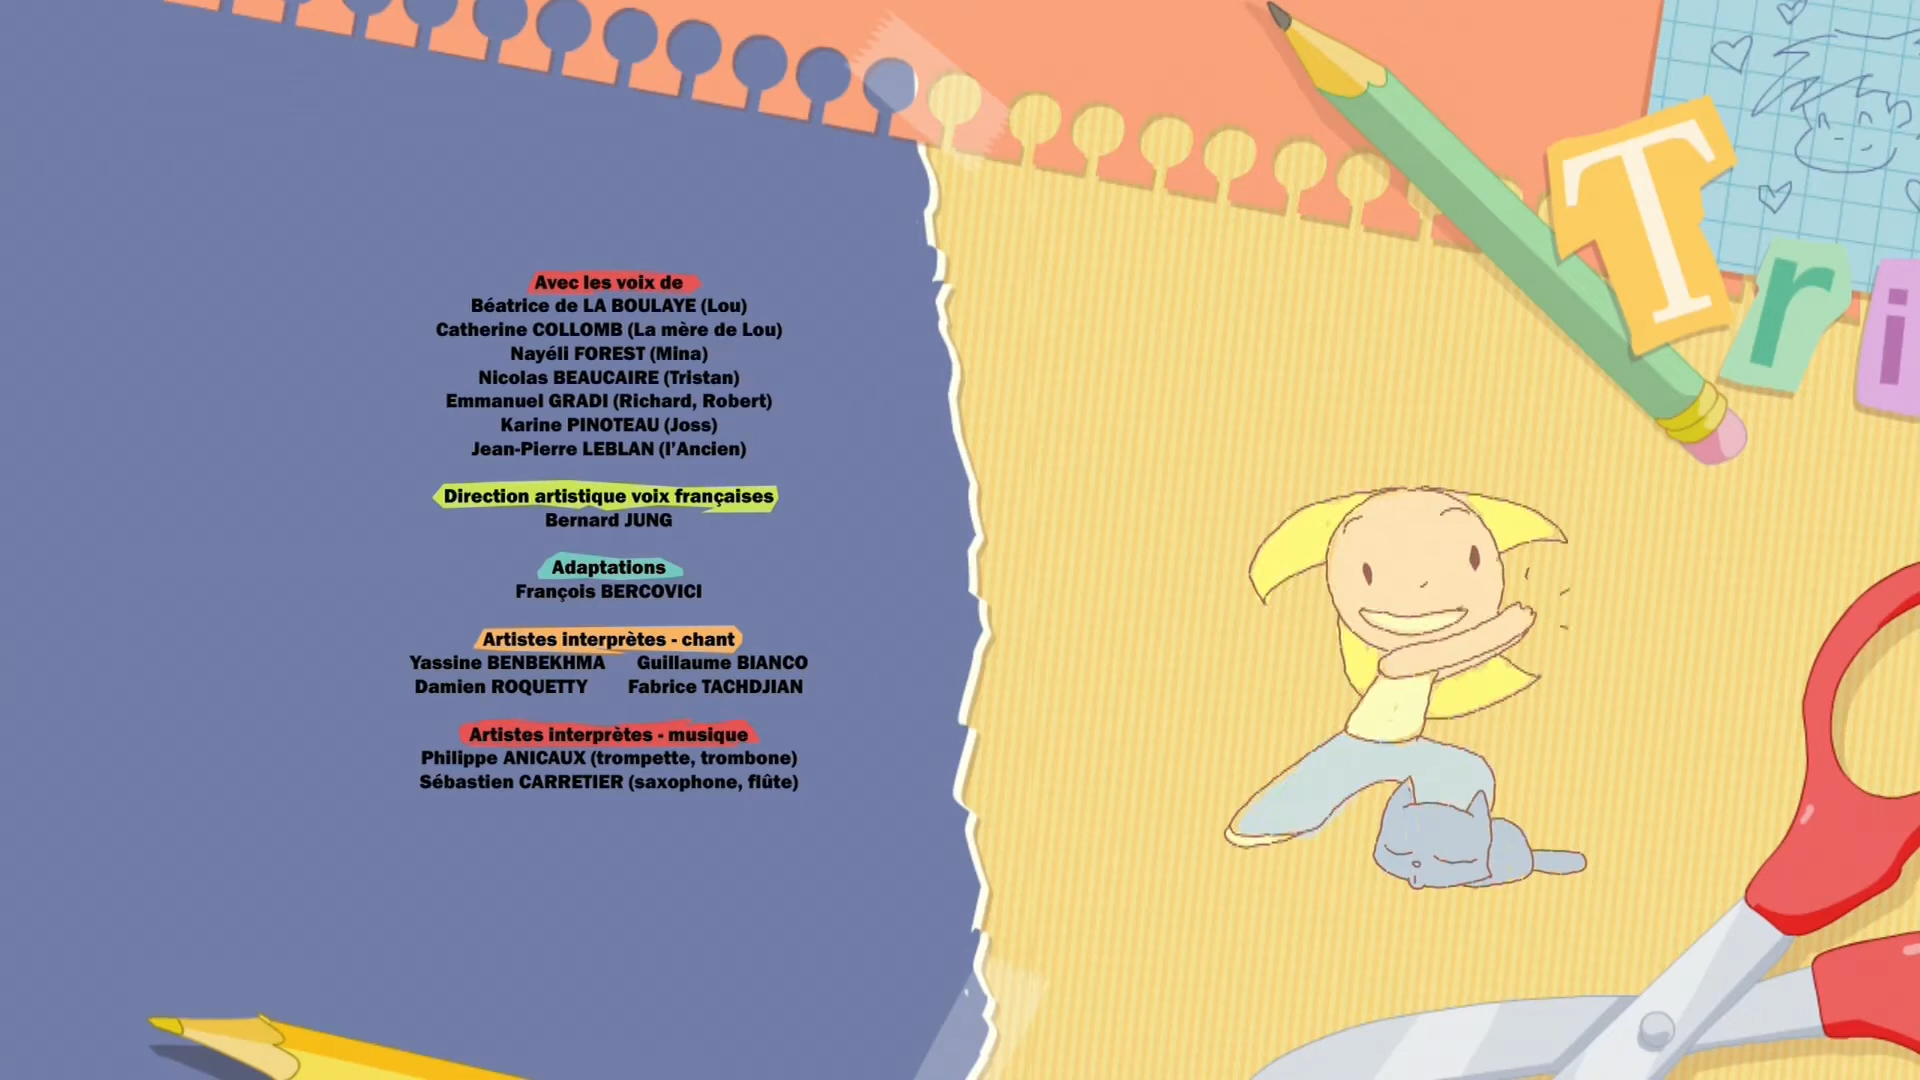 Avec les voix de
Béatrice de LA BOULAYE (Lou)
Catherine COLLOMB (La mère de Lou)
Nayéli FOREST (Mina)
Nicolas BEAUCAIRE (Tristan)
Emmanuel GRADI (Richard, Robert)
Karine PINOTEAU (Joss)
Jean-Pierre LEBLAN (l'Ancien)
Direction artistique voix françaises
Bernard JUNG
Adaptations
François BERCOVICI
Artistes interprètes - chant
Yassine BENBEKHMA Guillaume BIANCO
Damien ROQUETTY Fabrice TACHDJIAN
Artistes interprètes - musique
Philippe ANICAUX (trompette, trombone)
Sébastien CARRETIER (saxophone, flûte)
Tri